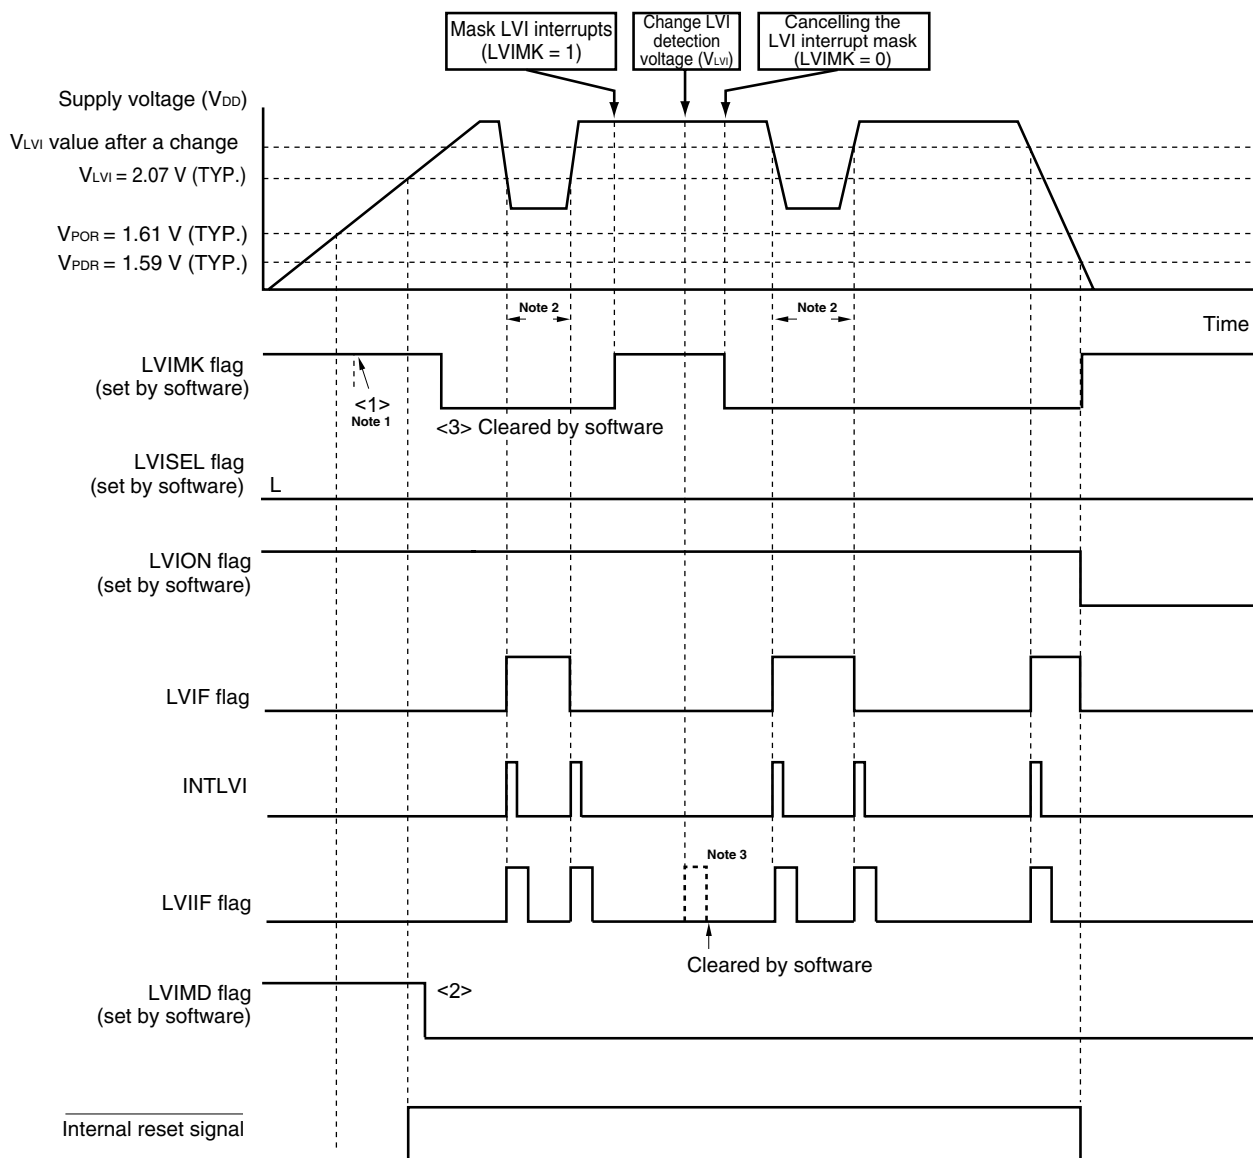 Mask LVI interrupts
(LVIMK = 1)
Change LVI
detection
voltage (VLVI)
Cancelling the
LVI interrupt mask
(LVIMK = 0)
Supply voltage (VDD)
VLVI value after a change
VLVI = 2.07 V (TYP.)
VPOR = 1.61 V (TYP.)
VPDR = 1.59 V (TYP.)
Note 2
Note 2
Time
LVIMK flag
(set by software)
<1>
Note 1
<3> Cleared by software
LVISEL flag
(set by software)
L
LVION flag
(set by software)
LVIF flag
INTLVI
Note 3
LVIIF flag
Cleared by software
LVIMD flag
(set by software)
<2>
Internal reset signal